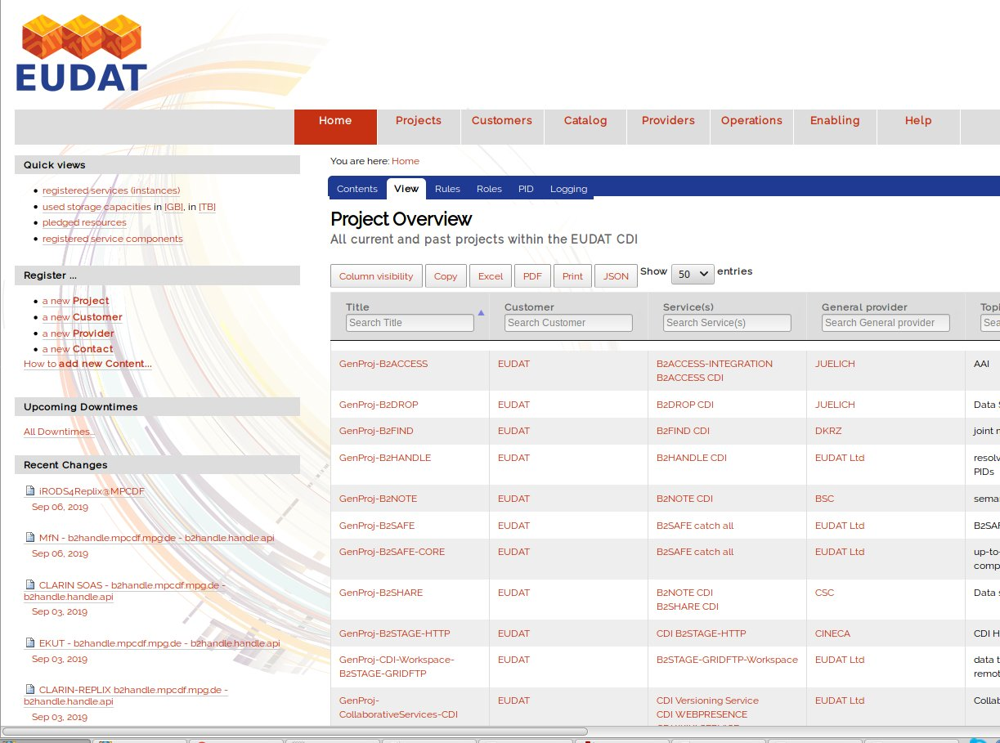 EUDAT
Home Projects Customers Catalog Providers Operations Enabling Help
Quick views
registered services (instances)
used storage capacities in [GB], in [TB]
pledged resources
registered service components
Register ...
a new Project
a new Customer
a new Provider
a new Contact
How to add new Content...
Upcoming Downtimes
All Downtimes...
Recent Changes
iRODS4Replix@MPCDF
Sep 06, 2019
MfN - b2handle.mpcdf.mpg.de - b2handle.handle.api
Sep 06, 2019
CLARIN SOAS - b2handle.mpcdf.mpg.de -
b2handle.handle.api
Sep 03, 2019
EKUT - b2handle.mpcdf.mpg.de - b2handle.handle.api
Sep 03, 2019
CLARIN-REPLIX b2handle.mpcdf.mpg.de -
b2handle.handle.api
Sep 03, 2019
You are here: Home
Contents View Rules Roles PID Logging
Project Overview
All current and past projects within the EUDAT CDI
Column visibility Copy Excel PDF Print JSON Show 50 entries
Title Customer Service(s) General provider
Search Title Search Customer Search Service(s) Search General provider
GenProj-B2ACCESS EUDAT B2ACCESS-INTEGRATION JUELICH AAI
B2ACCESS CDI
GenProj-B2DROP EUDAT B2DROP CDI JUELICH Data
GenProj-B2FIND EUDAT B2FIND CDI DKRZ joint
GenProj-B2HANDLE EUDAT B2HANDLE CDI EUDAT Ltd
PIDs
GenProj-B2NOTE EUDAT B2NOTE CDI BSC
GenProj-B2SAFE EUDAT B2SAFE catch all EUDAT Ltd
GenProj-B2SAFE-CORE EUDAT B2SAFE catch all EUDAT Ltd up-to-
GenProj-B2SHARE EUDAT B2NOTE CDI CSC Data
B2SHARE CDI
GenProj-B2STAGE-HTTP EUDAT CDI B2STAGE-HTTP CINECA CDI
GenProj-CDI-Workspace- EUDAT B2STAGE-GRIDFTP-Workspace EUDAT Ltd data
B2STAGE-GRIDFTP
GenProj- EUDAT CDI Versioning Service EUDAT Ltd
CollaborativeServices-CDI CDI WEBPRESENCE